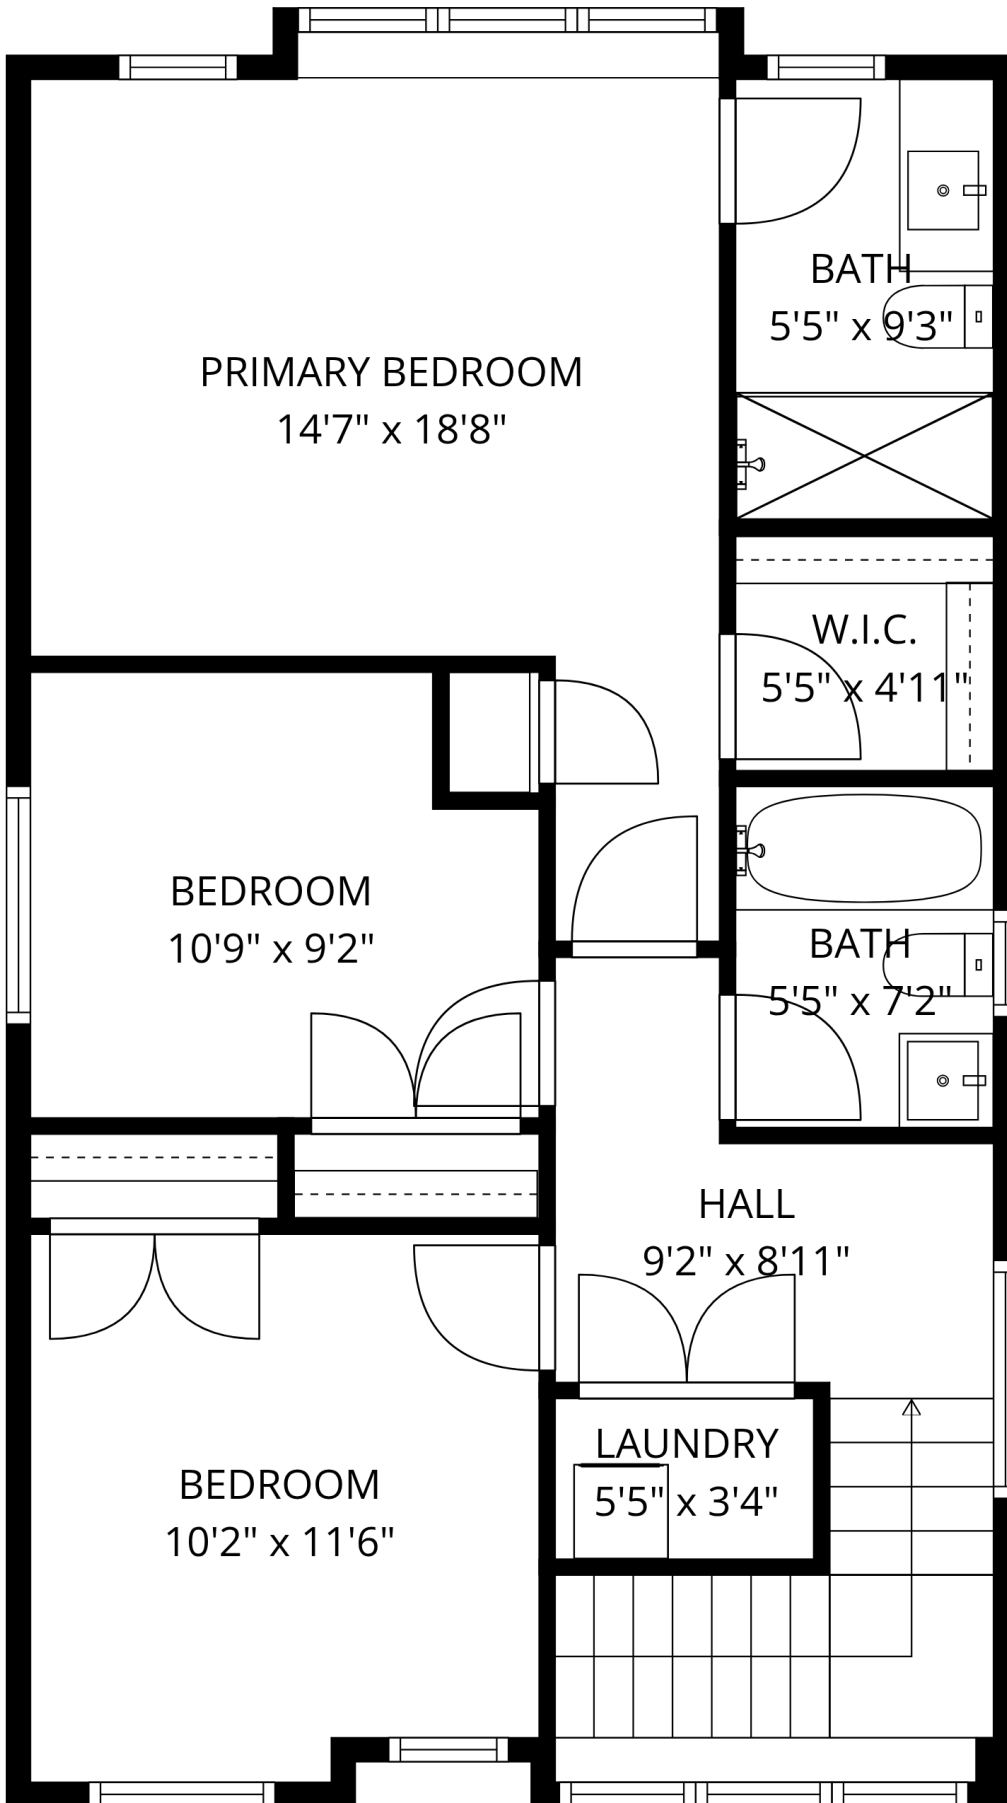 BATH
5'5" x 9'3"
PRIMARY BEDROOM
14'7" x 18'8"
W.I.C.
5'5" x 4'11"
BEDROOM
10'9" x 9'2"
BATH
5'5" x 7'2"
HALL
9'2" x 8'11"
LAUNDRY
5'5" x 3'4"
BEDROOM
10'2" x 11'6"